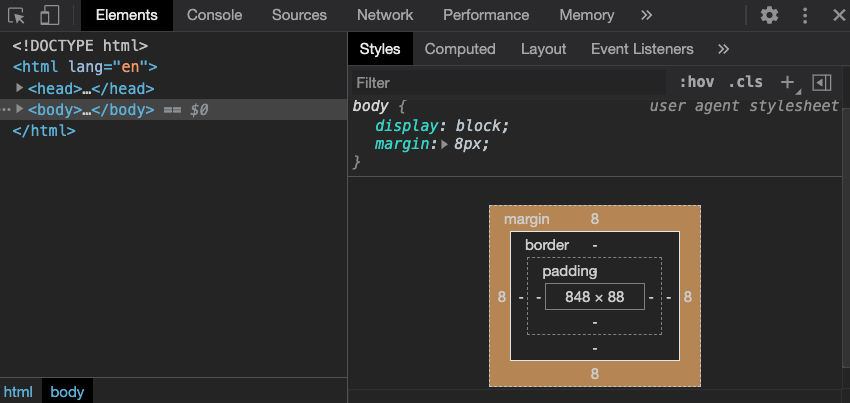 Elements Console Sources Network Performance Memory »
<!DOCTYPE html>
<html lang="en">
▶ <head>…</head>
… ▶ <body>…</body> == $0
</html>
html body
Styles Computed Layout Event Listeners »
Filter :hov .cls +
body { user agent stylesheet
display: block;
margin: ▶ 8px;
}
margin 8
border -
padding -
8 - - 848 × 88 - - 8
-
-
8